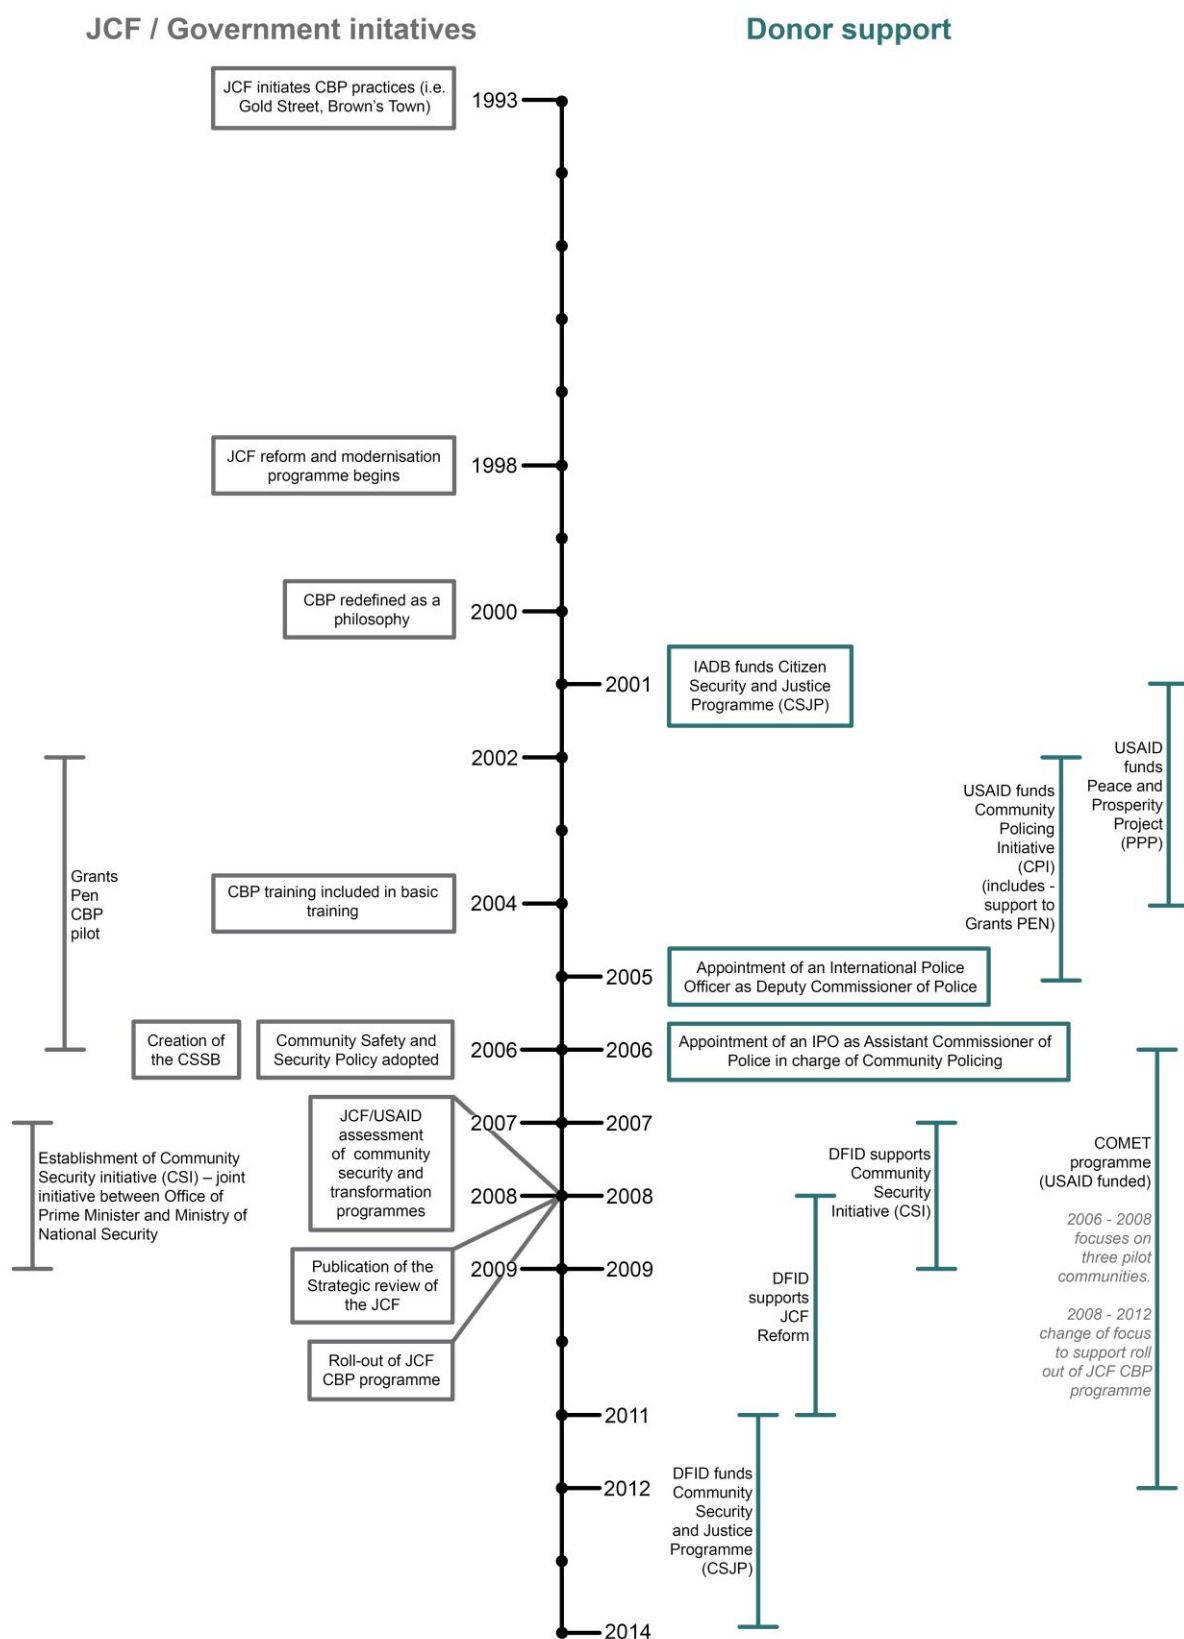 JCF / Government initatives
Donor support
JCF initiates CBP practices (i.e.
Gold Street, Brown's Town)
1993
JCF reform and modernisation
programme begins
1998
CBP redefined as a
philosophy
2000
2001
IADB funds Citizen
Security and Justice
Programme (CSJP)
USAID
funds
Peace and
Prosperity
Project
(PPP)
2002
USAID funds
Community
Policing
Initiative
(CPI)
(includes -
support to
Grants PEN)
Grants
Pen
CBP
pilot
CBP training included in basic
training
2004
2005
Appointment of an International Police
Officer as Deputy Commissioner of Police
Creation of
the CSSB
Community Safety and
Security Policy adopted
2006
2006
Appointment of an IPO as Assistant Commissioner of
Police in charge of Community Policing
JCF/USAID
assessment
of community
security and
transformation
programmes
2007
2007
Establishment of Community
Security initiative (CSI) – joint
initiative between Office of
Prime Minister and Ministry of
National Security
DFID supports
Community
Security
Initiative (CSI)
COMET
programme
(USAID funded)
2006 - 2008
focuses on
three pilot
communities.
2008 - 2012
change of focus
to support roll
out of JCF CBP
programme
2008
2008
Publication of the
Strategic review of
the JCF
2009
2009
DFID
supports
JCF
Reform
Roll-out of JCF
CBP programme
2011
2012
DFID funds
Community
Security
and Justice
Programme
(CSJP)
2014